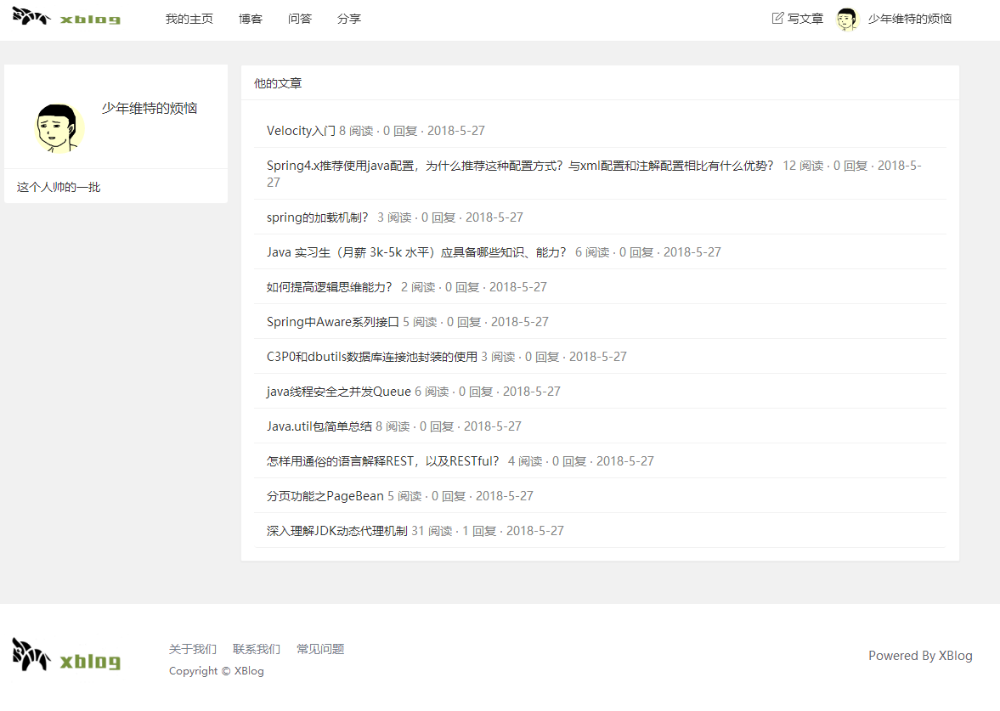 xblog 我的主页 博客 问答 分享 写文章 少年维特的烦恼
少年维特的烦恼
这个人帅的一批
他的文章
Velocity入门 8 阅读 · 0 回复 · 2018-5-27
Spring4.x推荐使用java配置，为什么推荐这种配置方式？与xml配置和注解配置相比有什么优势？ 12 阅读 · 0 回复 · 2018-5-
27
spring的加载机制？ 3 阅读 · 0 回复 · 2018-5-27
Java 实习生（月薪 3k-5k 水平）应具备哪些知识、能力？ 6 阅读 · 0 回复 · 2018-5-27
如何提高逻辑思维能力？ 2 阅读 · 0 回复 · 2018-5-27
Spring中Aware系列接口 5 阅读 · 0 回复 · 2018-5-27
C3P0和dbutils数据库连接池封装的使用 3 阅读 · 0 回复 · 2018-5-27
java线程安全之并发Queue 6 阅读 · 0 回复 · 2018-5-27
Java.util包简单总结 8 阅读 · 0 回复 · 2018-5-27
怎样用通俗的语言解释REST，以及RESTful？ 4 阅读 · 0 回复 · 2018-5-27
分页功能之PageBean 5 阅读 · 0 回复 · 2018-5-27
深入理解JDK动态代理机制 31 阅读 · 1 回复 · 2018-5-27
xblog
关于我们 联系我们 常见问题
Copyright © XBlog
Powered By XBlog